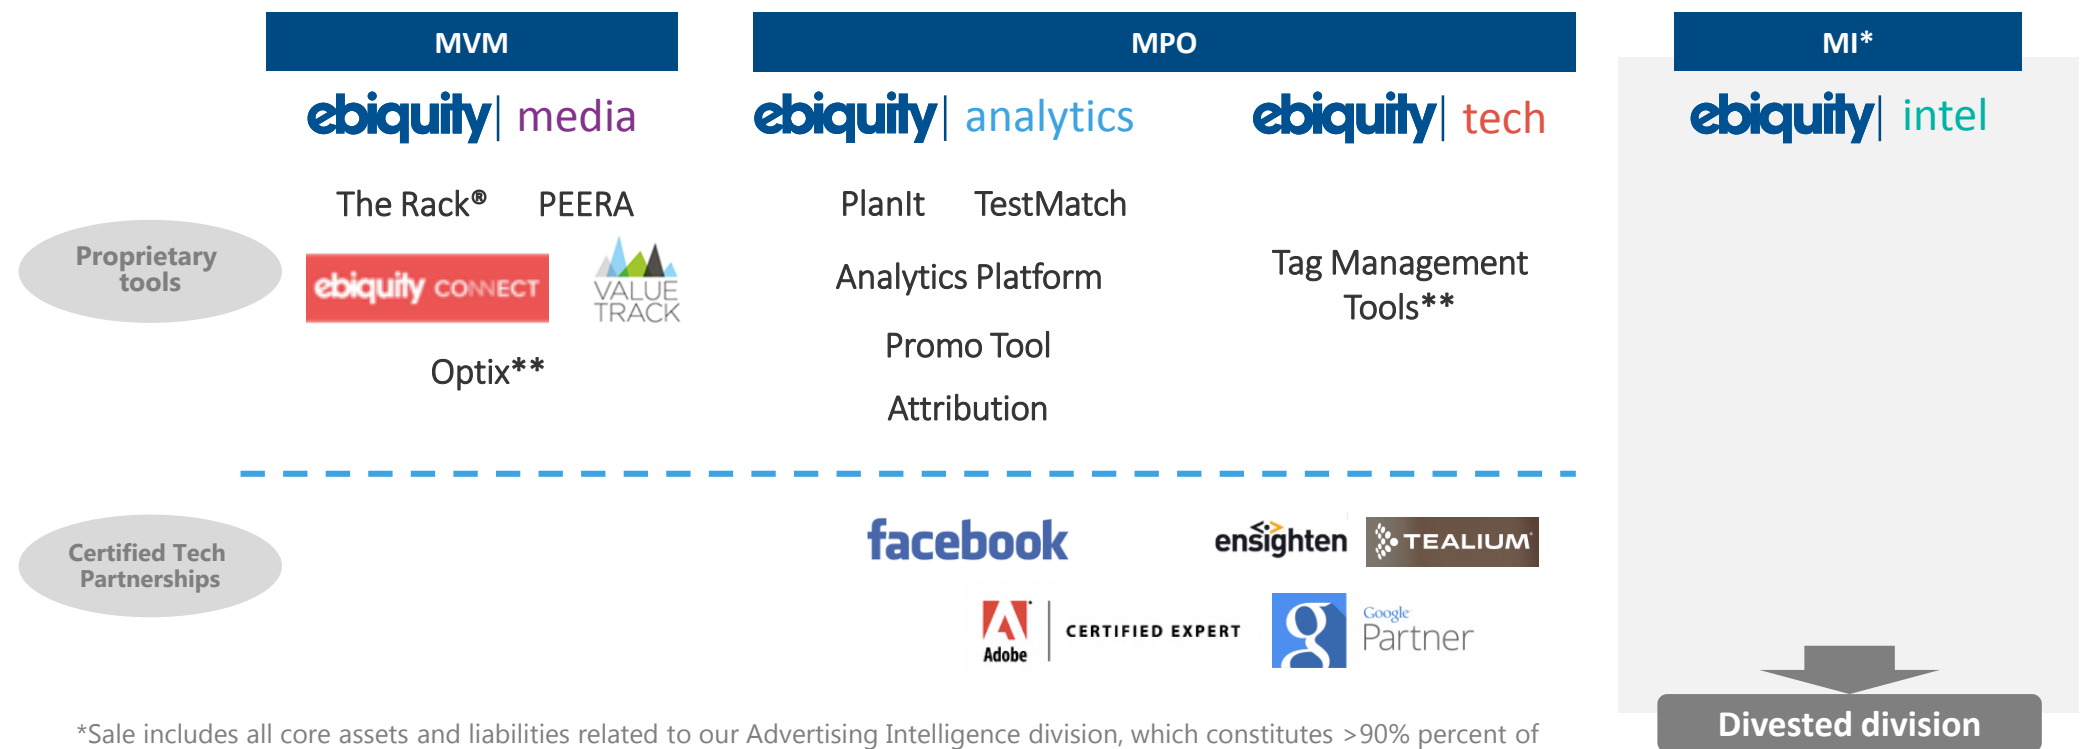 MVM
MPO
MI*
ebiquity| media
ebiquity| analytics
ebiquity| tech
ebiquity| intel
Proprietary
tools
The Rack® PEERA
ebiquity CONNECT
VALUE
TRACK
Optix**
PlanIt TestMatch
Analytics Platform
Promo Tool
Attribution
Tag Management
Tools**
Certified Tech
Partnerships
facebook
ensighten
TEALIUM
Adobe
CERTIFIED EXPERT
Google
Partner
Divested division
*Sale includes all core assets and liabilities related to our Advertising Intelligence division, which constitutes >90% percent of